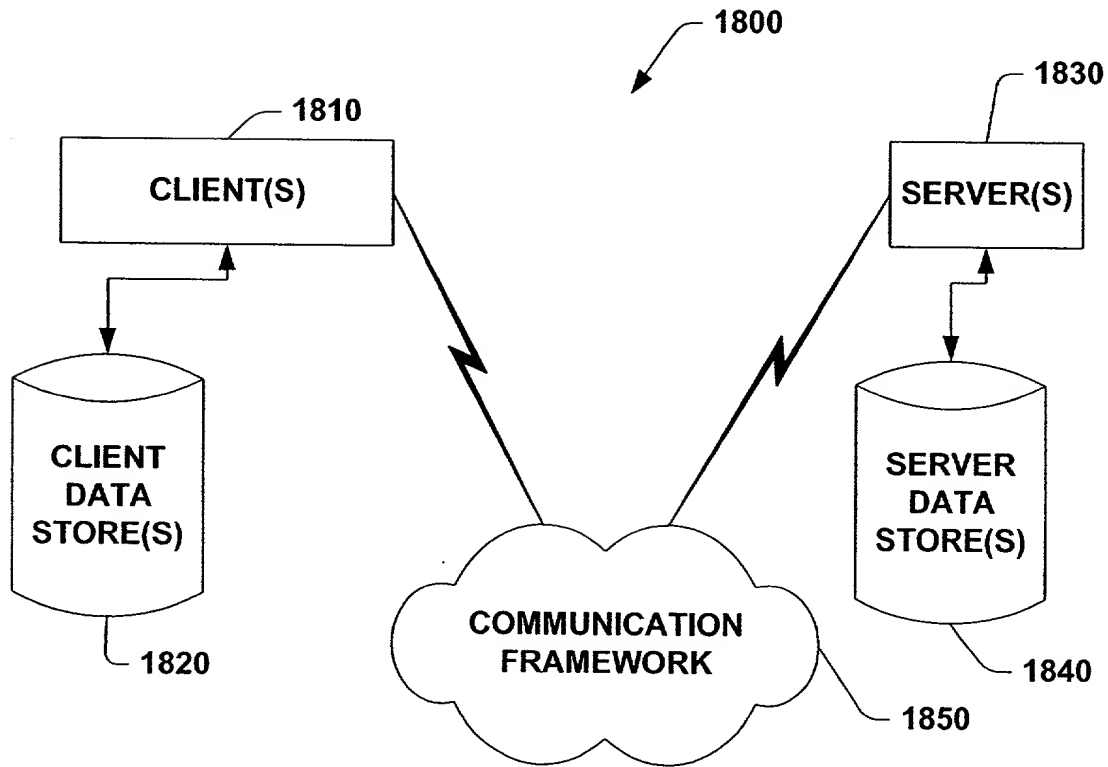 1800
1810
1830
CLIENT(S)
SERVER(S)
CLIENT
DATA
STORE(S)
SERVER
DATA
STORE(S)
COMMUNICATION
FRAMEWORK
1820
1840
1850